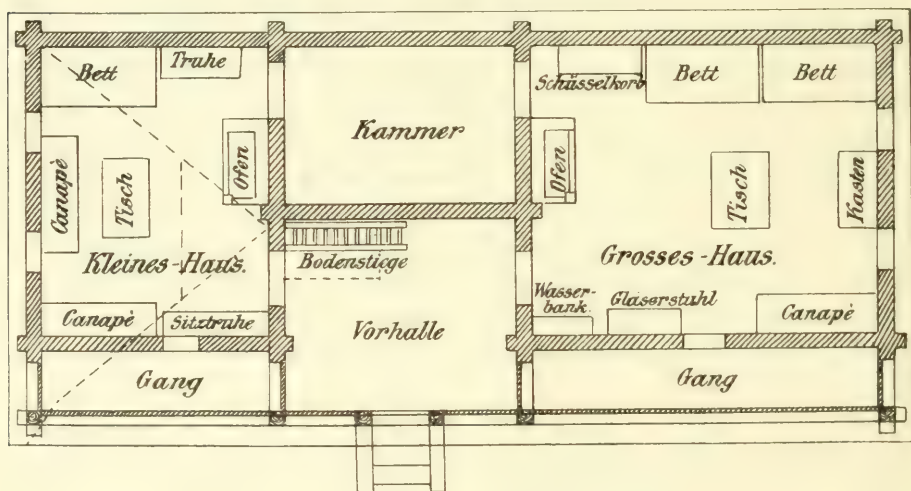 Bett
Truhe
Canapè
Tisch
Ofen
Kleines-Haus.
Canapè
Sitztruhe
Gang
Kammer
Bodenstiege
Vorhalle
Schüsselkorb
Bett
Bett
Ofen
Tisch
Kasten
Grosses-Haus.
Wasser-
bank.
Gläserstuhl
Canapè
Gang